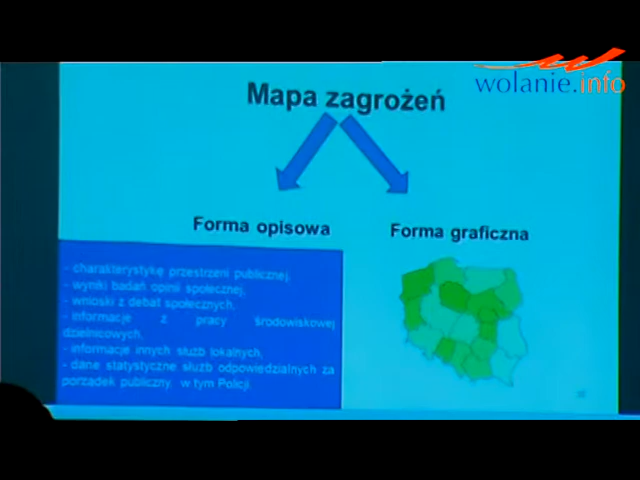 wolanie.info
Mapa zagrożeń
Forma opisowa
Forma graficzna
- charakterystykę przestrzeni publicznej,
- wyniki badań opinii społecznej,
- wnioski z debat społecznych,
- informacje z pracy środowiskowej
dzielnicowych,
- informacje innych służb lokalnych,
- dane statystyczne służb odpowiedzialnych za
porządek publiczny, w tym Policji.